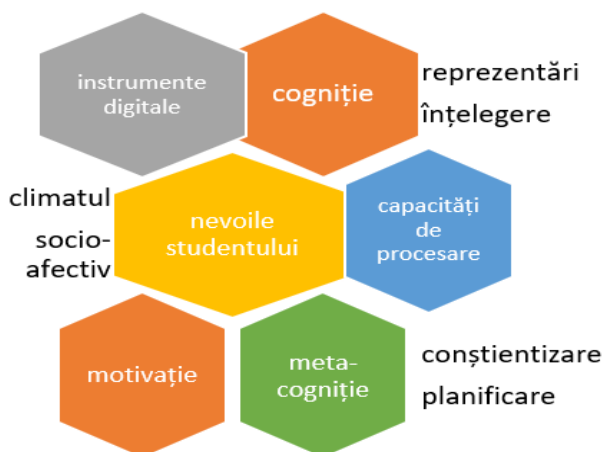 instrumente
digitale
cogniție
reprezentări
înțelegere
climatul
socio-
afectiv
nevoile
studentului
capacități
de
procesare
motivație
meta-
cogniție
conștientizare
planificare